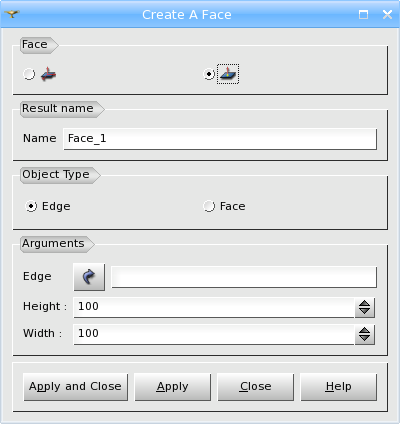 Create A Face
Face
Result name
Name Face_1
Object Type
Edge Face
Arguments
Edge
Height : 100
Width : 100
Apply and Close Apply Close Help